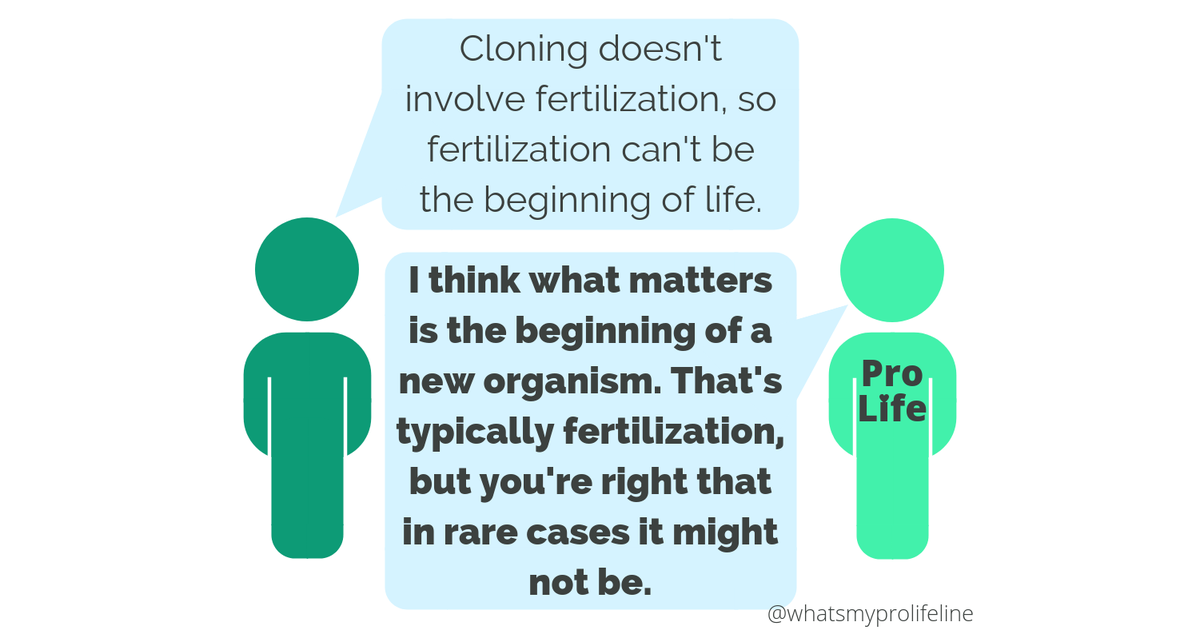 Cloning doesn't
involve fertilization, so
fertilization can't be
the beginning of life.
I think what matters
is the beginning of a
new organism. That's
typically fertilization,
but you're right that
in rare cases it might
not be.
Pro
Life
@whatsmyprolifeline